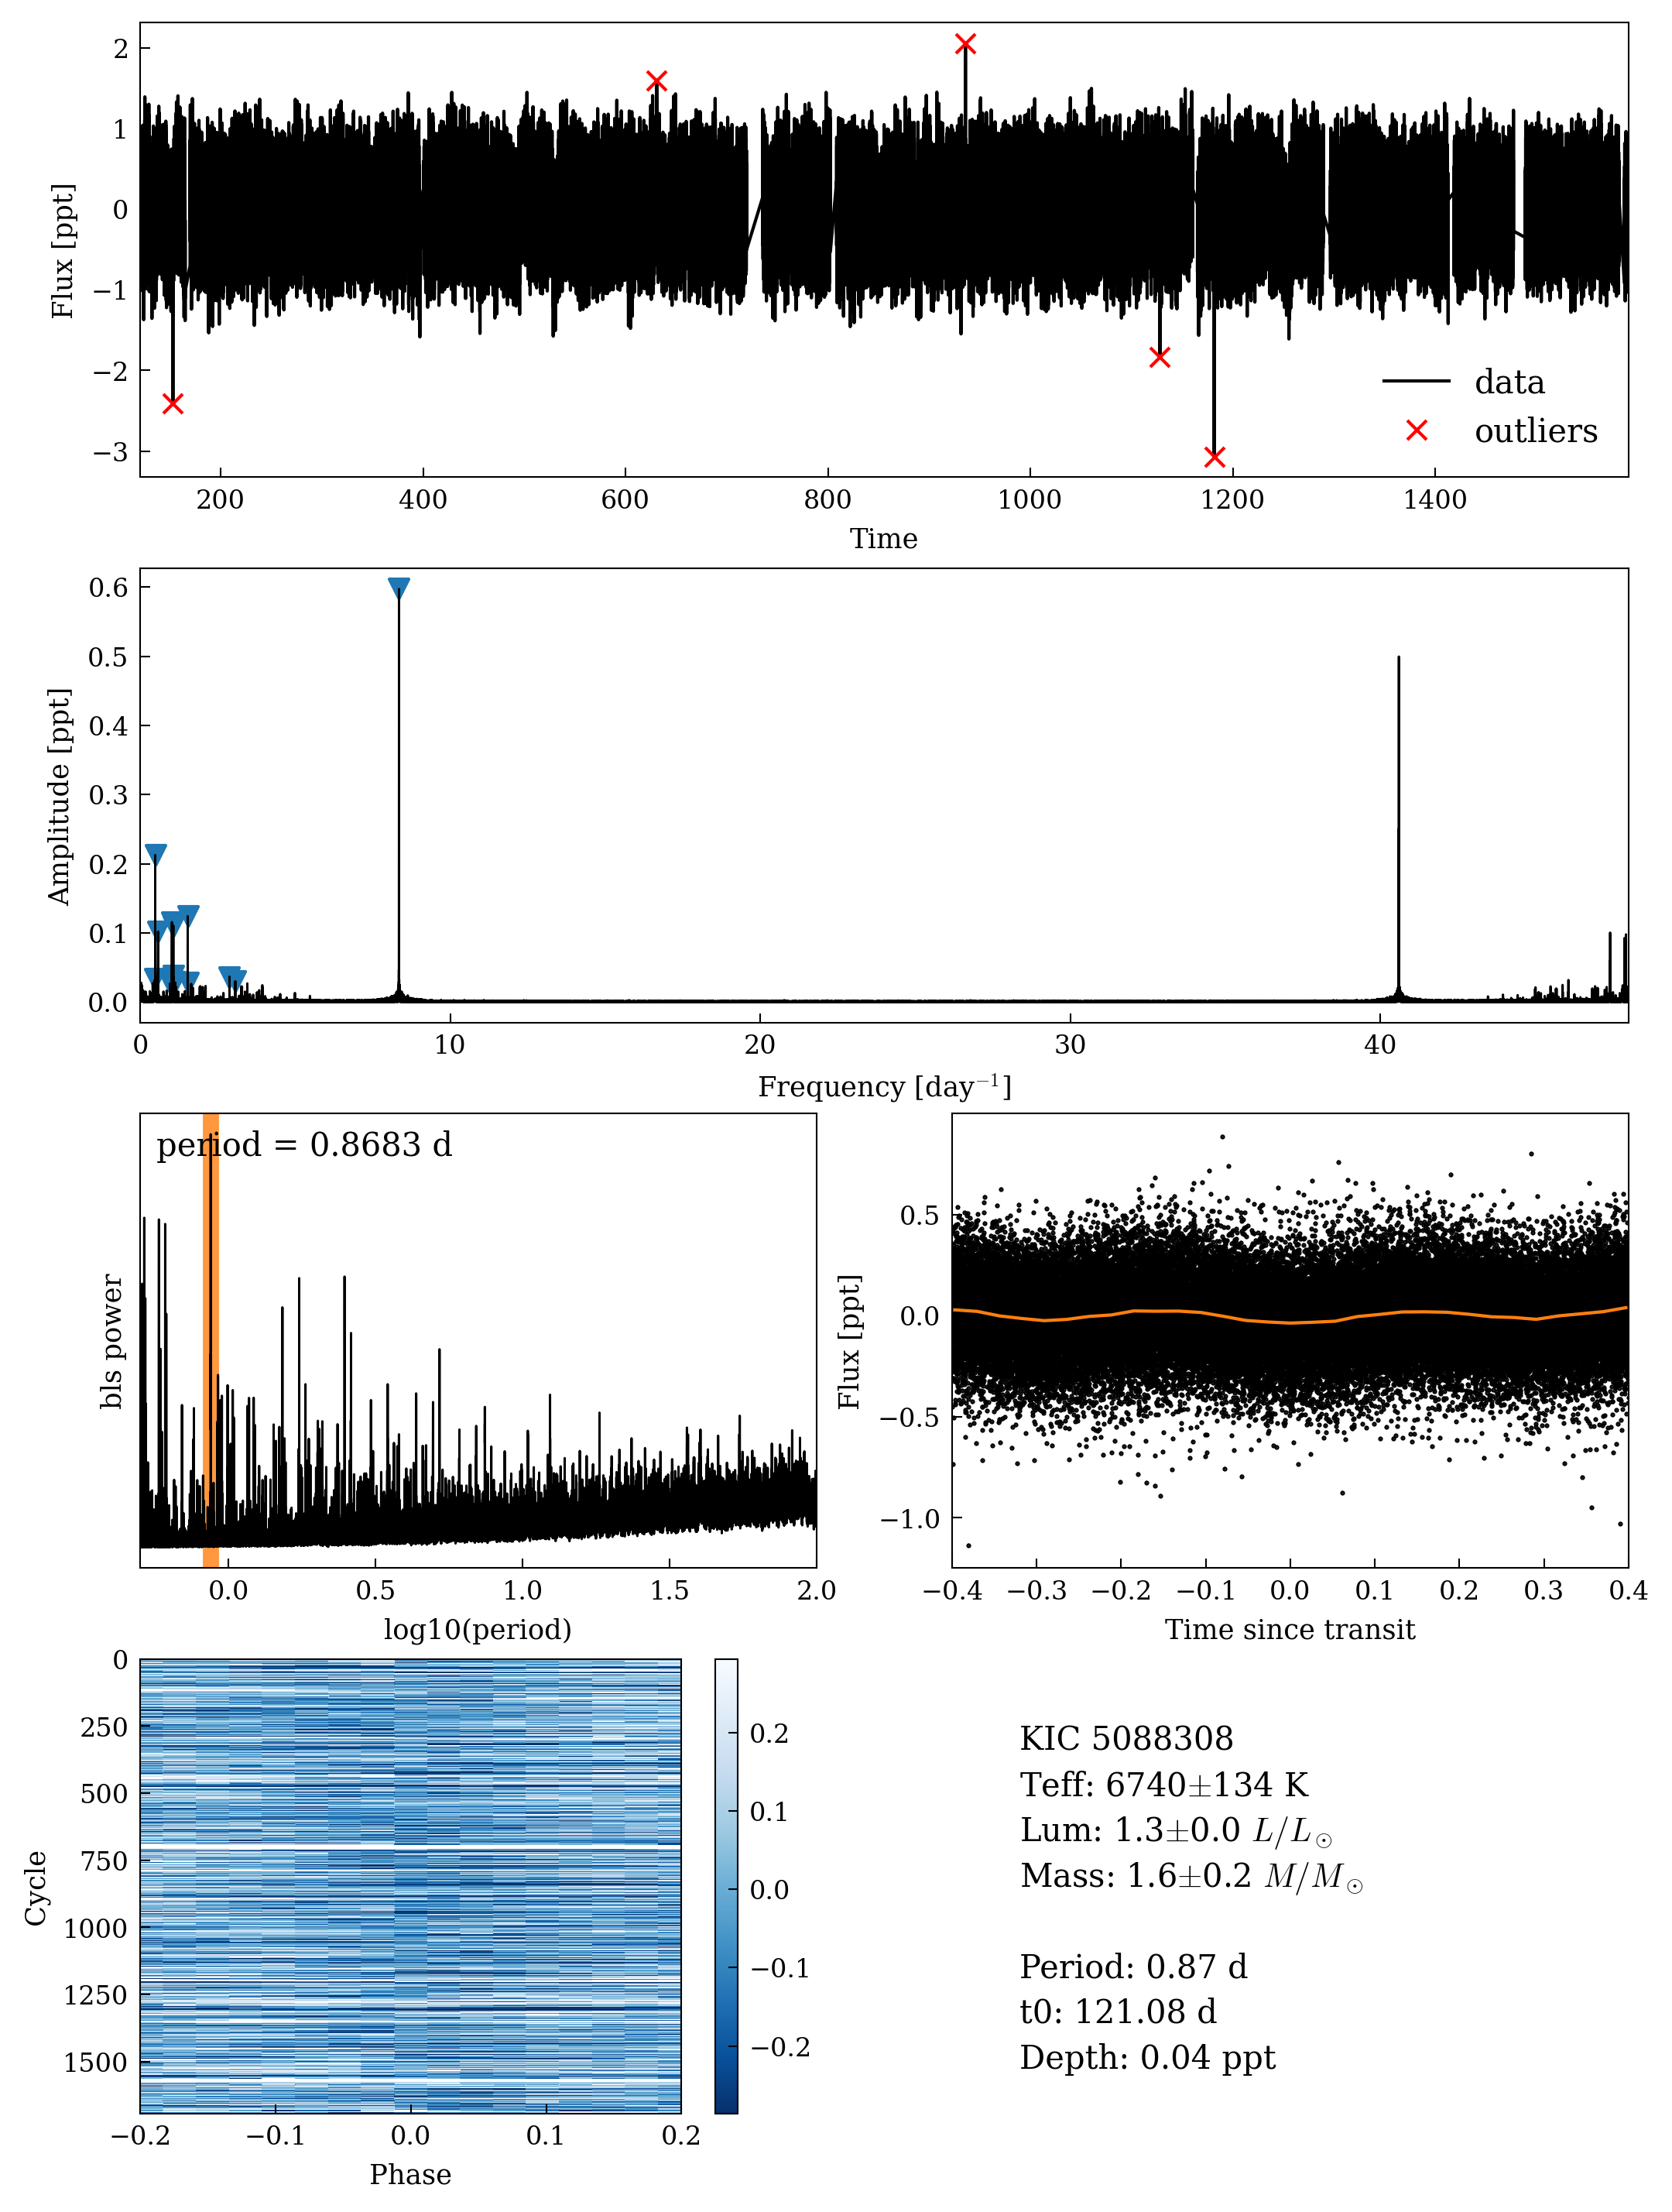 2
1
0
−1
−2
−3
Flux [ppt]
data
outliers
200 400 600 800 1000 1200 1400
Time
0.6
0.5
0.4
0.3
0.2
0.1
0.0
Amplitude [ppt]
0 10 20 30 40
Frequency [day⁻¹]
period = 0.8683 d
bls power
0.0 0.5 1.0 1.5 2.0
log10(period)
0.5
0.0
−0.5
−1.0
Flux [ppt]
−0.4 −0.3 −0.2 −0.1 0.0 0.1 0.2 0.3 0.4
Time since transit
0
250
500
750
1000
1250
1500
Cycle
−0.2 −0.1 0.0 0.1 0.2
Phase
0.2
0.1
0.0
−0.1
−0.2
KIC 5088308
Teff: 6740±134 K
Lum: 1.3±0.0 L/L⊙
Mass: 1.6±0.2 M/M⊙
Period: 0.87 d
t0: 121.08 d
Depth: 0.04 ppt